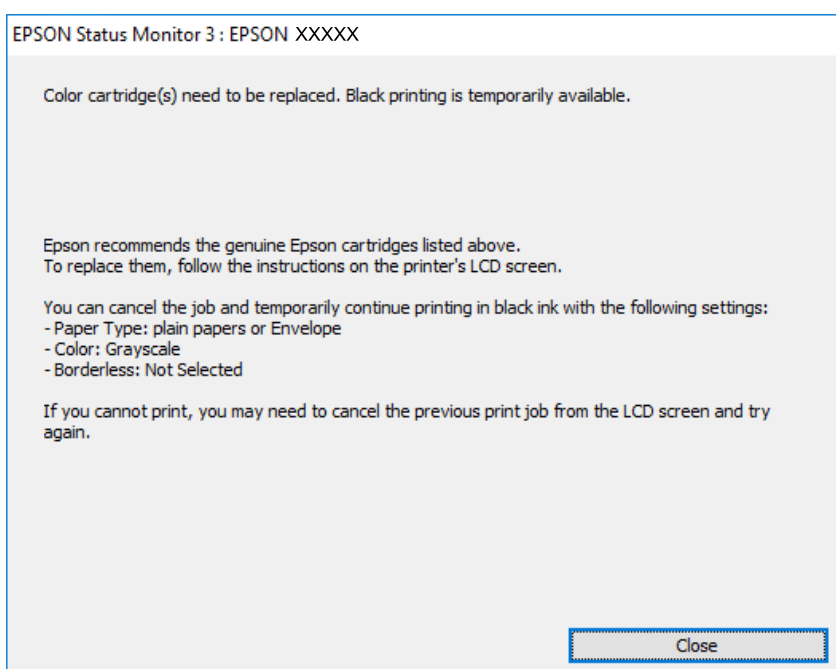 EPSON Status Monitor 3 : EPSON XXXXX
Color cartridge(s) need to be replaced. Black printing is temporarily available.
Epson recommends the genuine Epson cartridges listed above.
To replace them, follow the instructions on the printer's LCD screen.
You can cancel the job and temporarily continue printing in black ink with the following settings:
- Paper Type: plain papers or Envelope
- Color: Grayscale
- Borderless: Not Selected
If you cannot print, you may need to cancel the previous print job from the LCD screen and try
again.
Close